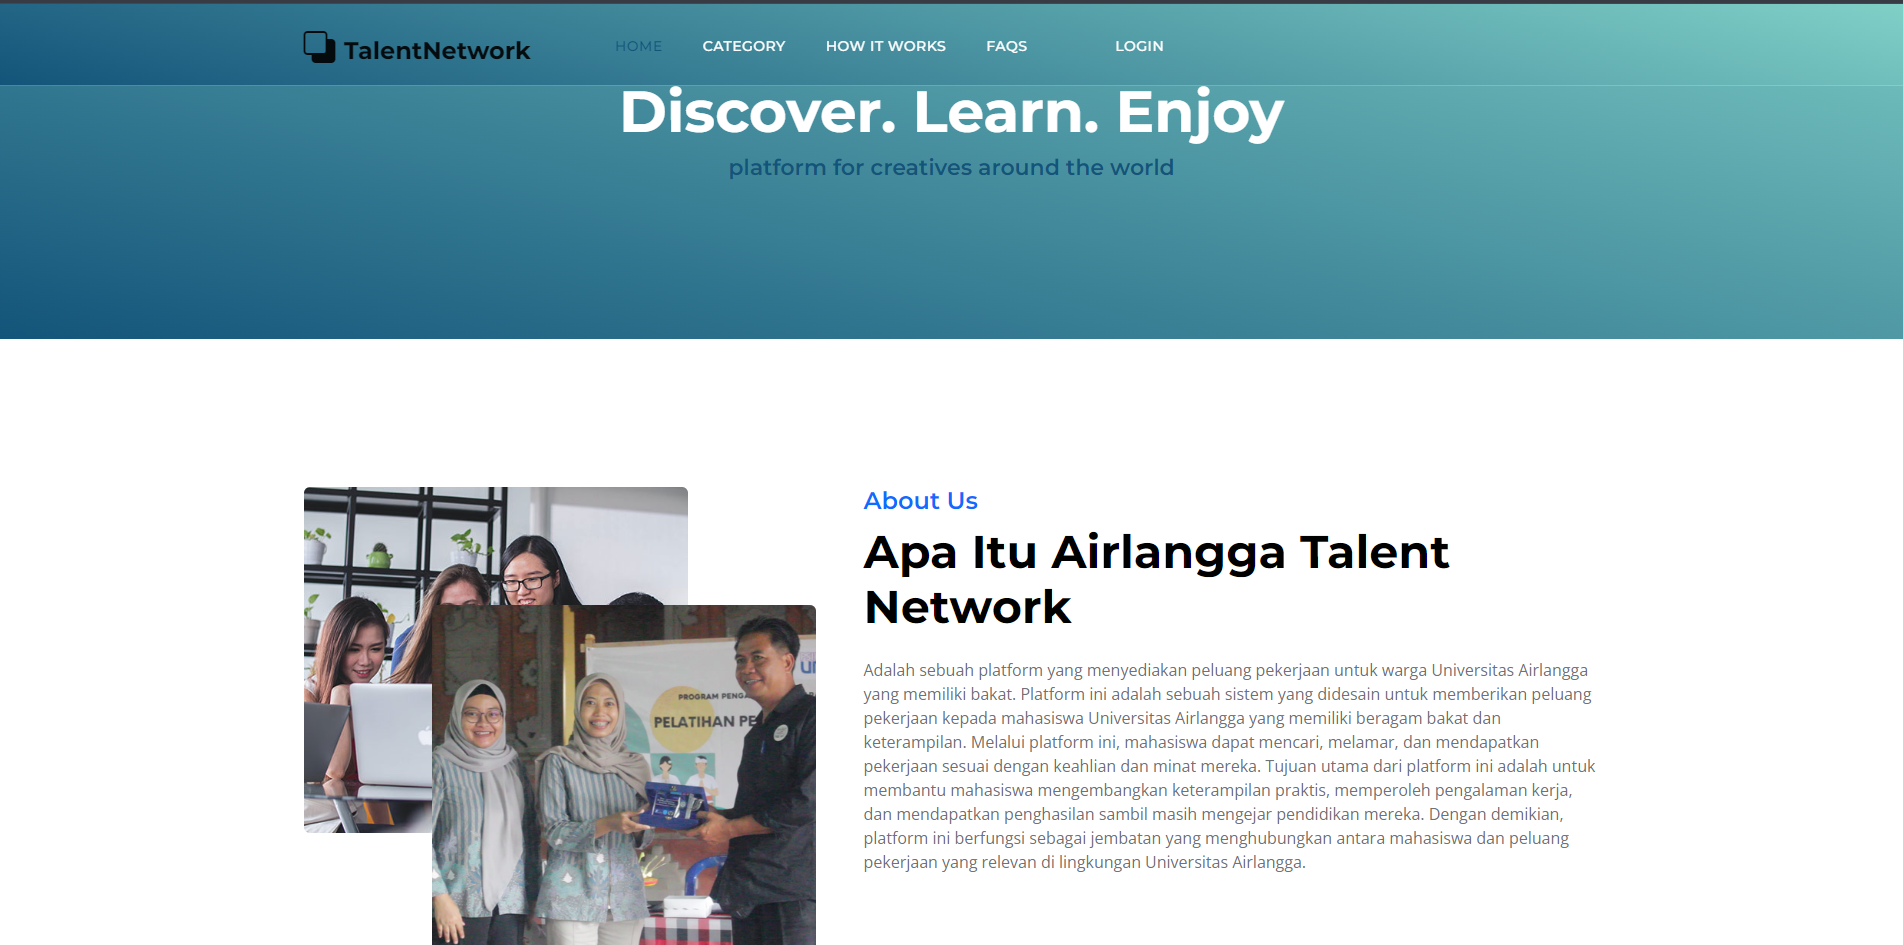 TalentNetwork
HOME CATEGORY HOW IT WORKS FAQS LOGIN
Discover. Learn. Enjoy
platform for creatives around the world
About Us
Apa Itu Airlangga Talent
Network
Adalah sebuah platform yang menyediakan peluang pekerjaan untuk warga Universitas Airlangga
yang memiliki bakat. Platform ini adalah sebuah sistem yang didesain untuk memberikan peluang
pekerjaan kepada mahasiswa Universitas Airlangga yang memiliki beragam bakat dan
keterampilan. Melalui platform ini, mahasiswa dapat mencari, melamar, dan mendapatkan
pekerjaan sesuai dengan keahlian dan minat mereka. Tujuan utama dari platform ini adalah untuk
membantu mahasiswa mengembangkan keterampilan praktis, memperoleh pengalaman kerja,
dan mendapatkan penghasilan sambil masih mengejar pendidikan mereka. Dengan demikian,
platform ini berfungsi sebagai jembatan yang menghubungkan antara mahasiswa dan peluang
pekerjaan yang relevan di lingkungan Universitas Airlangga.
PROGRAM PENGA
PELATIHAN PE